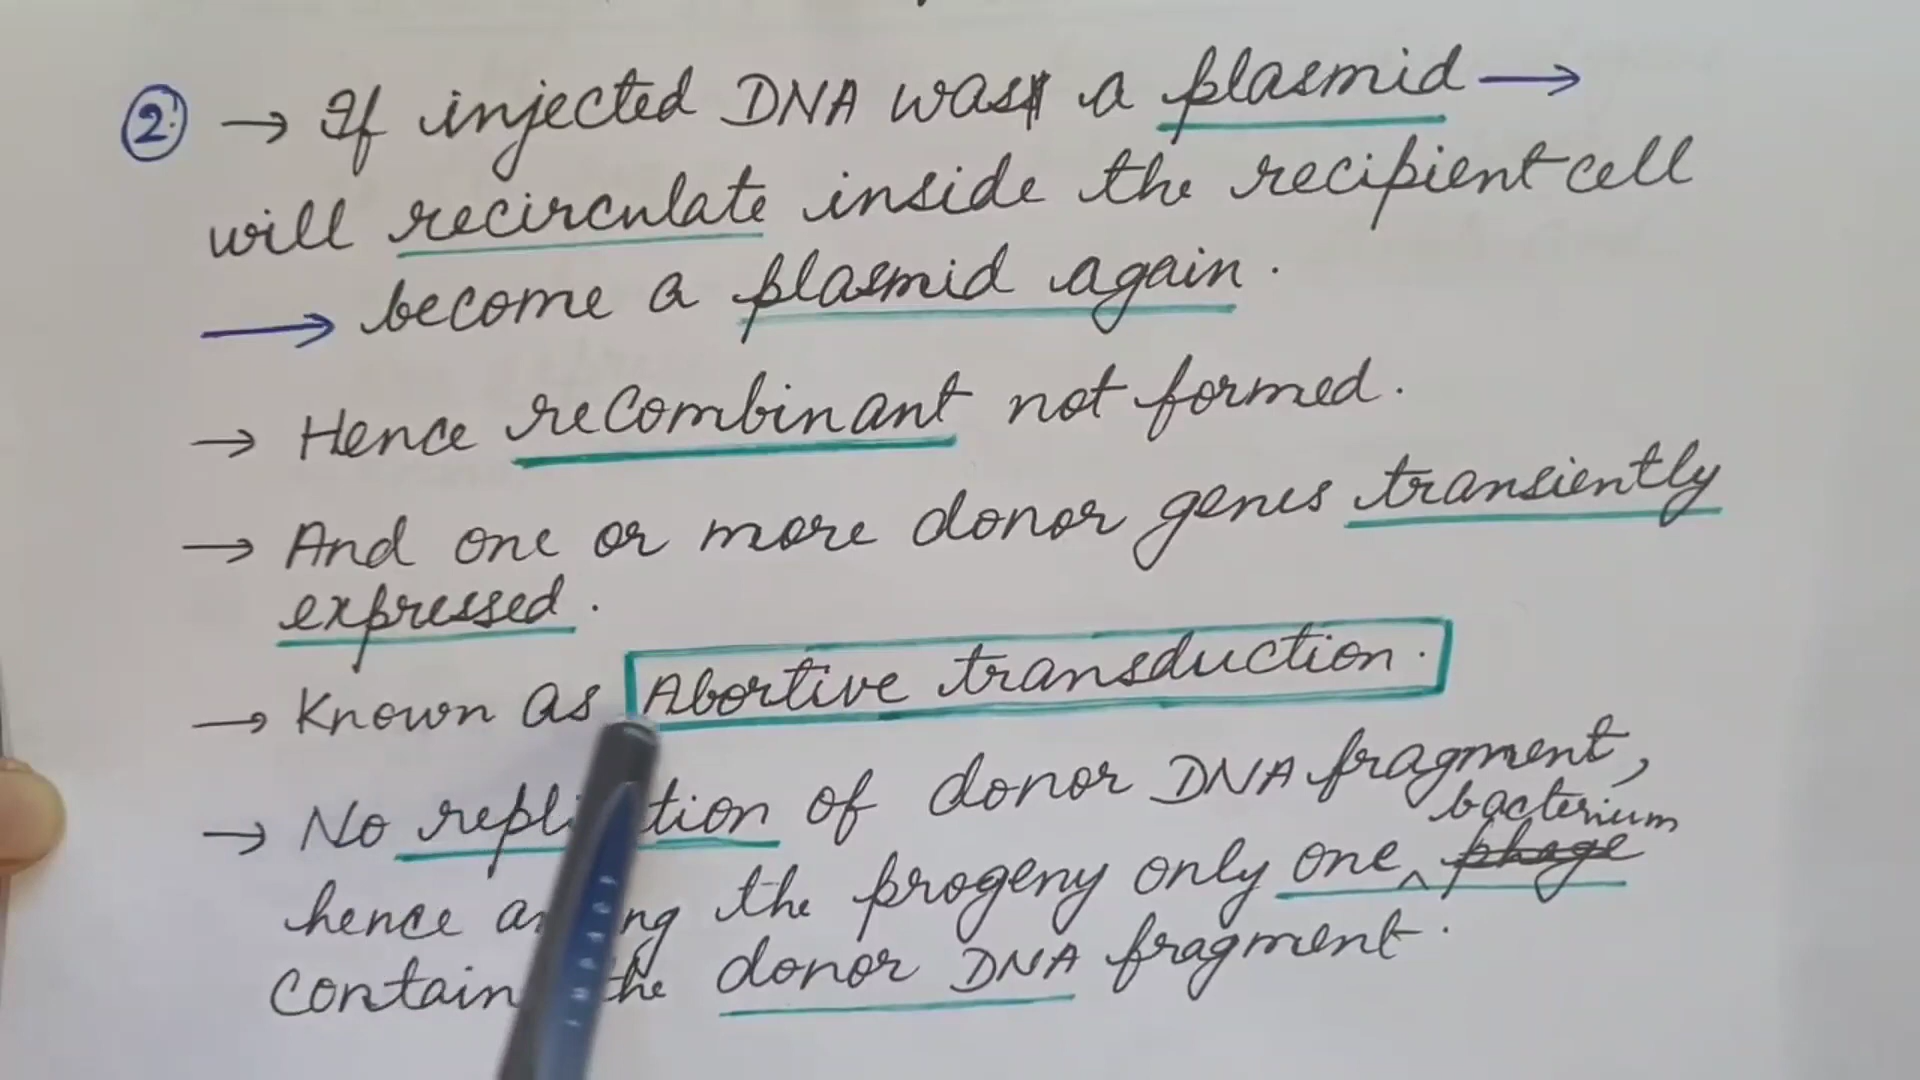 2. → If injected DNA was a plasmid →
will recirculate inside the recipient cell
→ become a plasmid again.
→ Hence recombinant not formed.
→ And one or more donor genes transiently
expressed.
→ Known as Abortive transduction.
→ No repli tion of donor DNA fragment,
bacterium
hence a ng the progeny only one ^ phage
contain the donor DNA fragment.